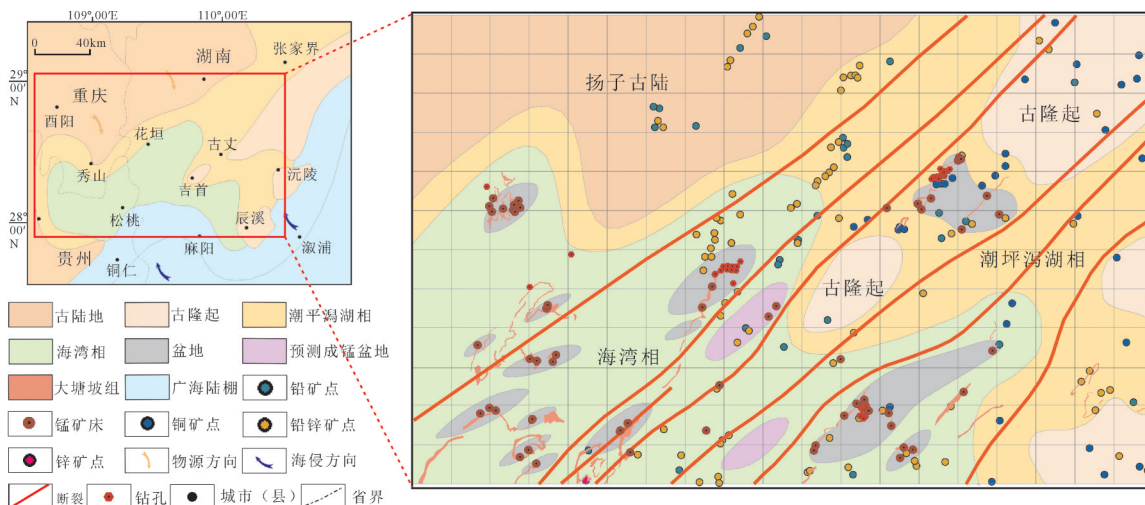 109°00′E
110°00′E
0
40km
张家界
湖南
29°
00′
N
重庆
酉阳
花垣
古丈
秀山
吉首
沅陵
松桃
辰溪
28°
00′
N
麻阳
溆浦
贵州
铜仁
扬子古陆
古隆起
潮坪泻湖相
古隆起
海湾相
古陆地
古隆起
潮平潟湖相
海湾相
盆地
预测成锰盆地
大塘坡组
广海陆棚
铅矿点
锰矿床
铜矿点
铅锌矿点
锌矿点
物源方向
海侵方向
断裂
钻孔
城市（县）
省界